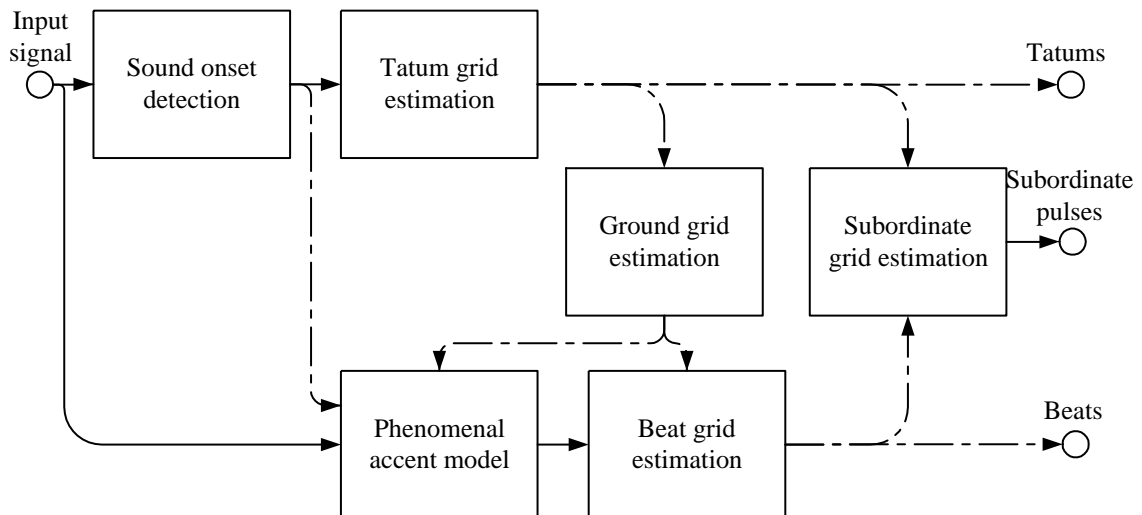 Input
signal
Sound onset
detection
Tatum grid
estimation
Tatums
Ground grid
estimation
Subordinate
grid estimation
Subordinate
pulses
Phenomenal
accent model
Beat grid
estimation
Beats